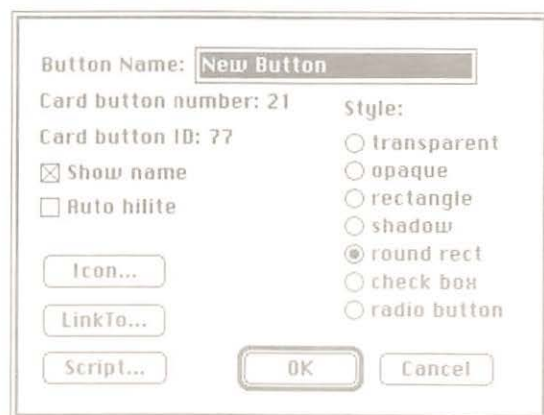 Button Name: New Button
Card button number: 21
Card button ID: 77
Show name
Auto hilite
Icon...
LinkTo...
Script...
Style:
transparent
opaque
rectangle
shadow
round rect
check box
radio button
OK
Cancel